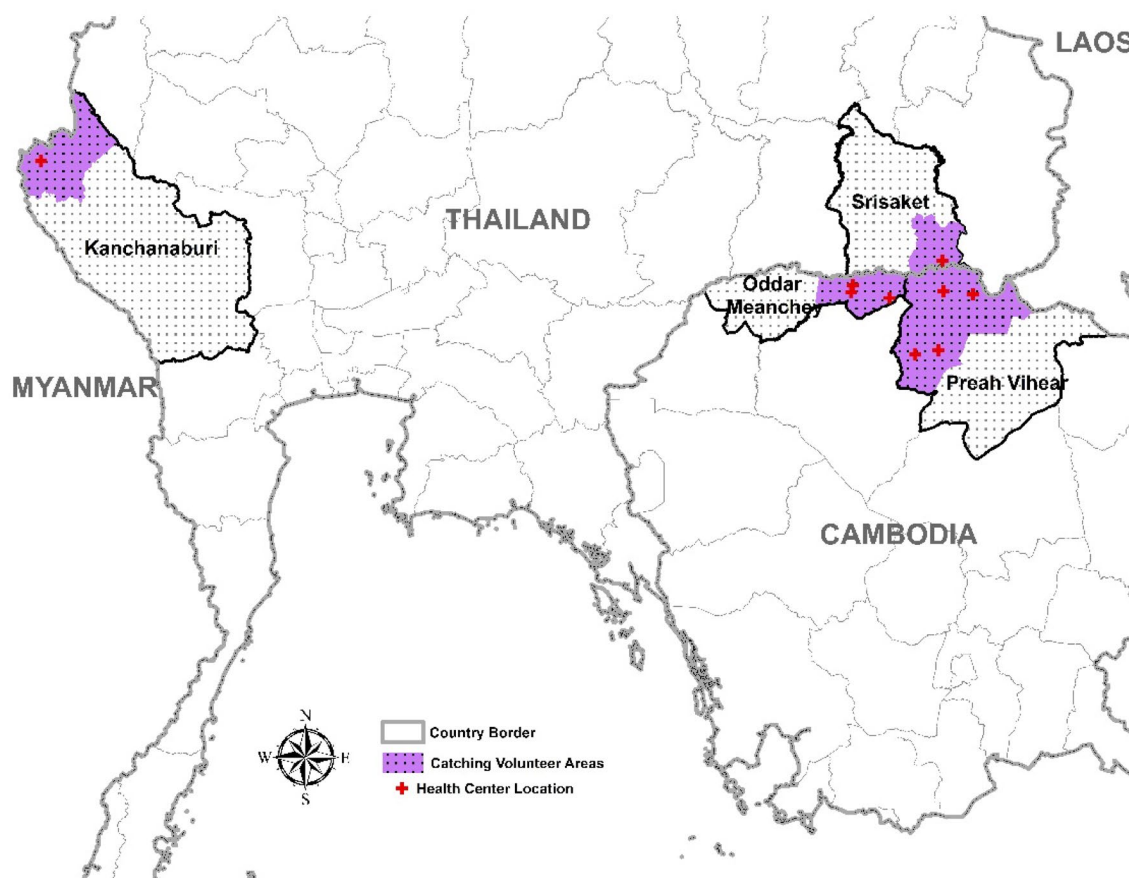 LAOS
Srisaket
THAILAND
Kanchanaburi
Oddar
Meanchey
MYANMAR
Preah Vihear
CAMBODIA
N
W E
S
Country Border
Catching Volunteer Areas
Health Center Location